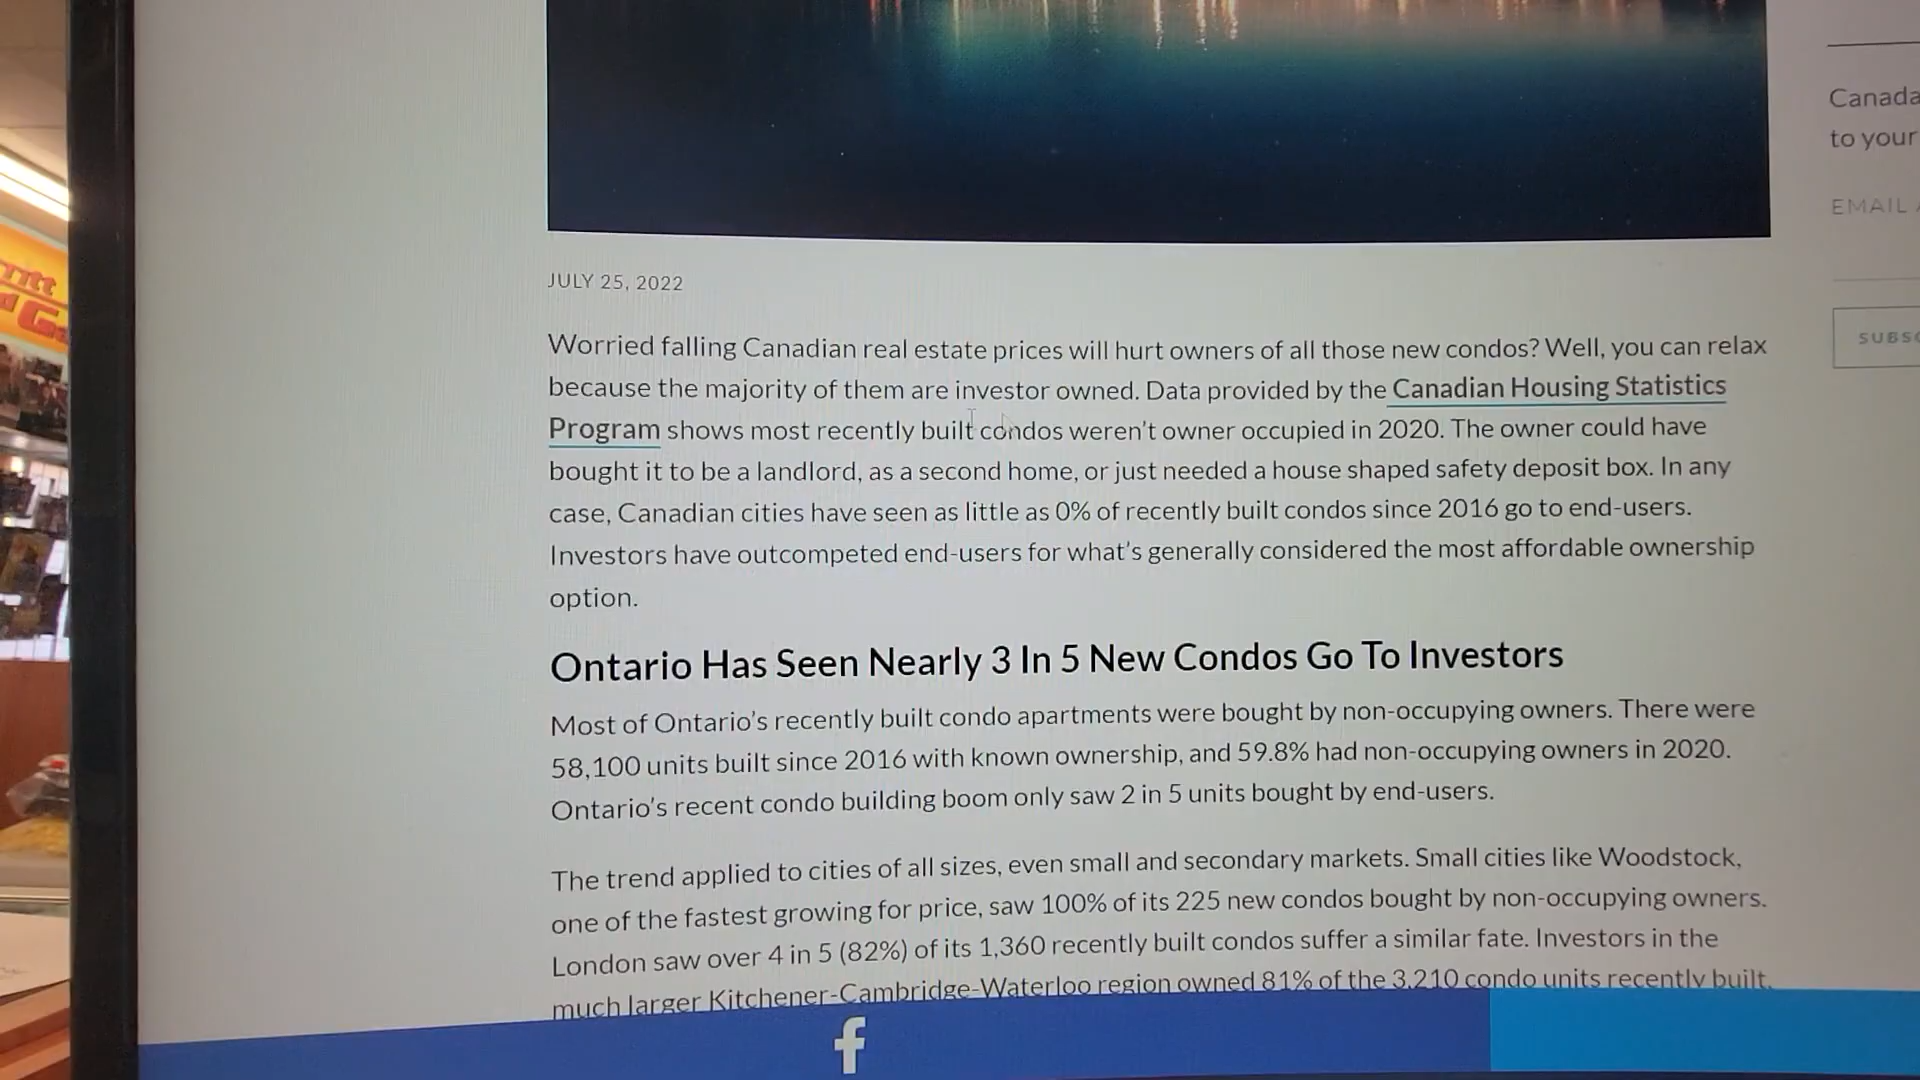 JULY 25, 2022
Worried falling Canadian real estate prices will hurt owners of all those new condos? Well, you can relax
because the majority of them are investor owned. Data provided by the Canadian Housing Statistics
Program shows most recently built condos weren't owner occupied in 2020. The owner could have
bought it to be a landlord, as a second home, or just needed a house shaped safety deposit box. In any
case, Canadian cities have seen as little as 0% of recently built condos since 2016 go to end-users.
Investors have outcompeted end-users for what's generally considered the most affordable ownership
option.
Ontario Has Seen Nearly 3 In 5 New Condos Go To Investors
Most of Ontario's recently built condo apartments were bought by non-occupying owners. There were
58,100 units built since 2016 with known ownership, and 59.8% had non-occupying owners in 2020.
Ontario's recent condo building boom only saw 2 in 5 units bought by end-users.
The trend applied to cities of all sizes, even small and secondary markets. Small cities like Woodstock,
one of the fastest growing for price, saw 100% of its 225 new condos bought by non-occupying owners.
London saw over 4 in 5 (82%) of its 1,360 recently built condos suffer a similar fate. Investors in the
much larger Kitchener-Cambridge-Waterloo region owned 81% of the 3,210 condo units recently built.
Canada
to your
EMAIL
f